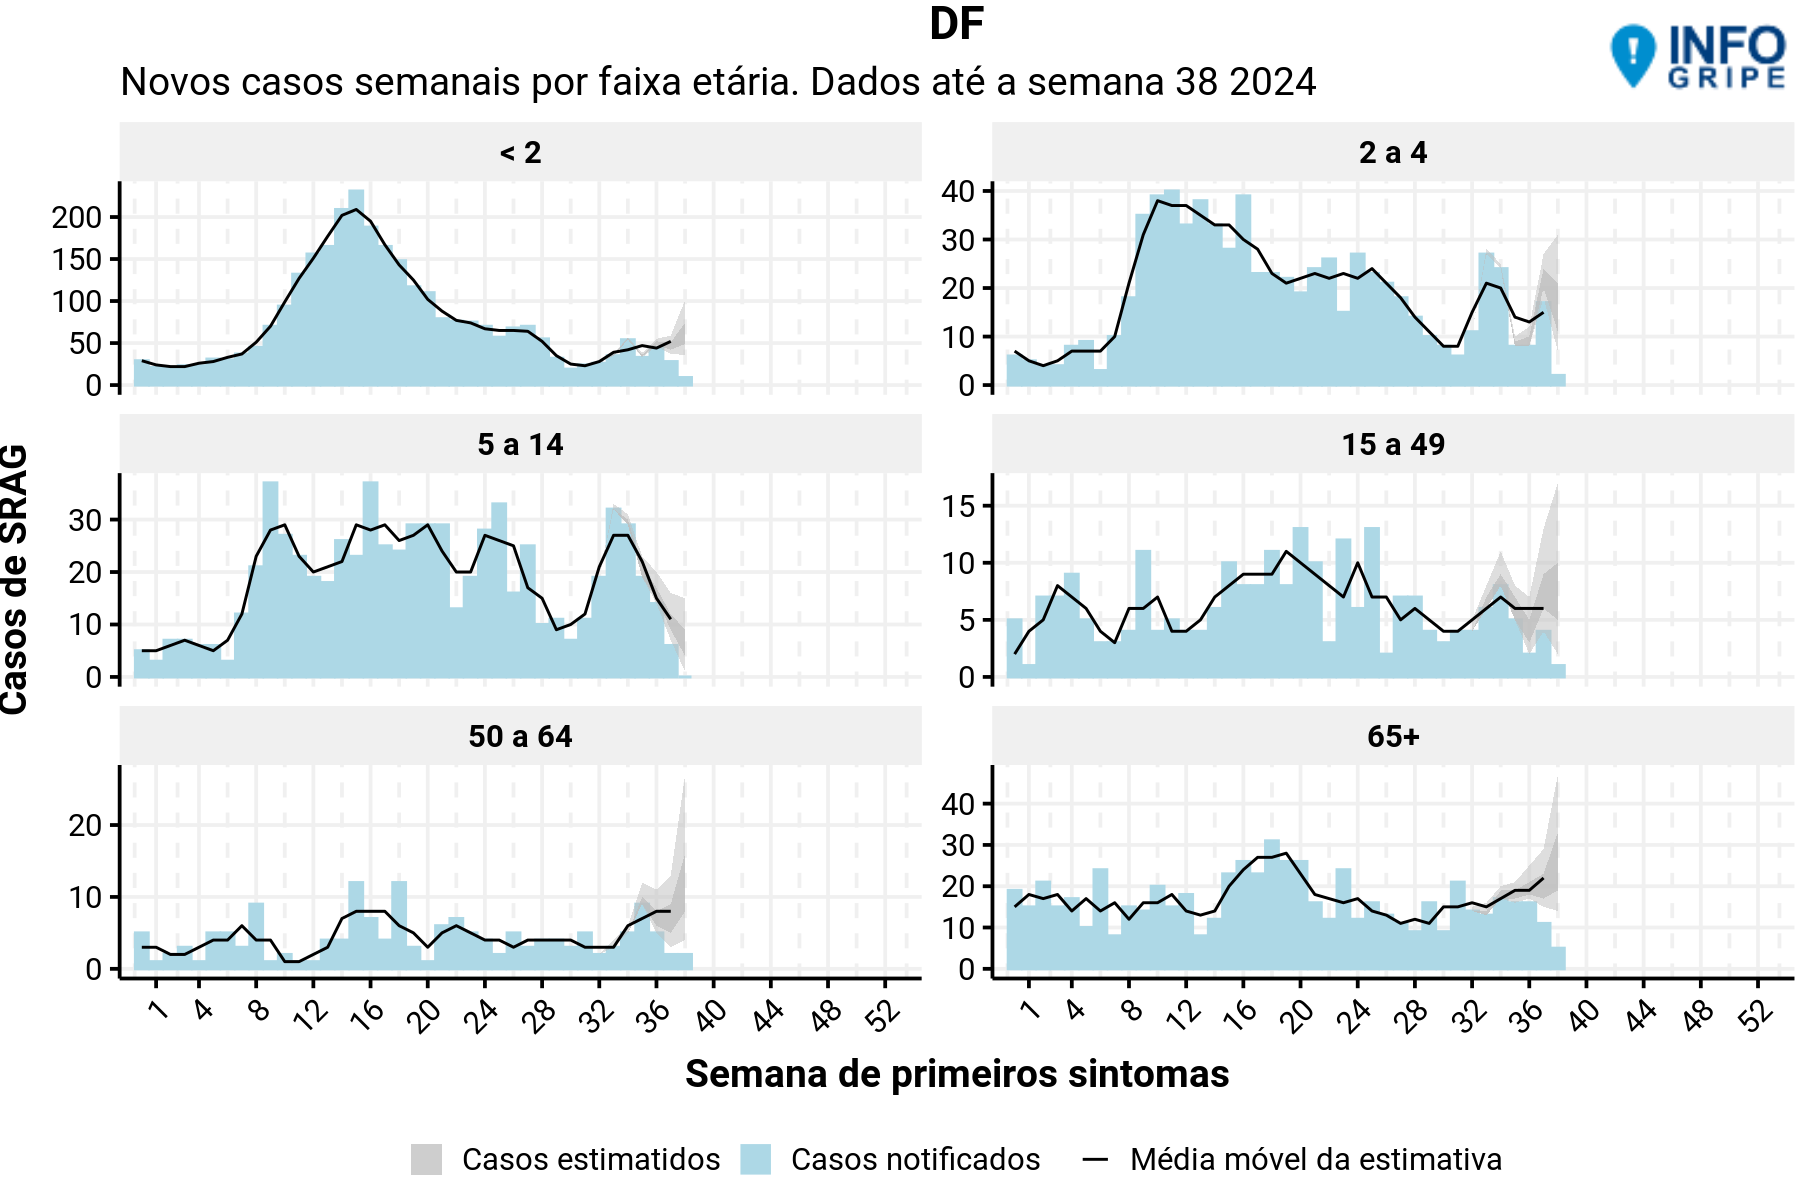 DF
INFO
GRIPE
Novos casos semanais por faixa etária. Dados até a semana 38 2024
< 2
2 a 4
200
150
100
50
0
40
30
20
10
0
5 a 14
15 a 49
30
20
10
0
15
10
5
0
Casos de SRAG
50 a 64
65+
20
10
0
40
30
20
10
0
1 4 8 12 16 20 24 28 32 36 40 44 48 52
1 4 8 12 16 20 24 28 32 36 40 44 48 52
Semana de primeiros sintomas
Casos estimatidos Casos notificados Média móvel da estimativa